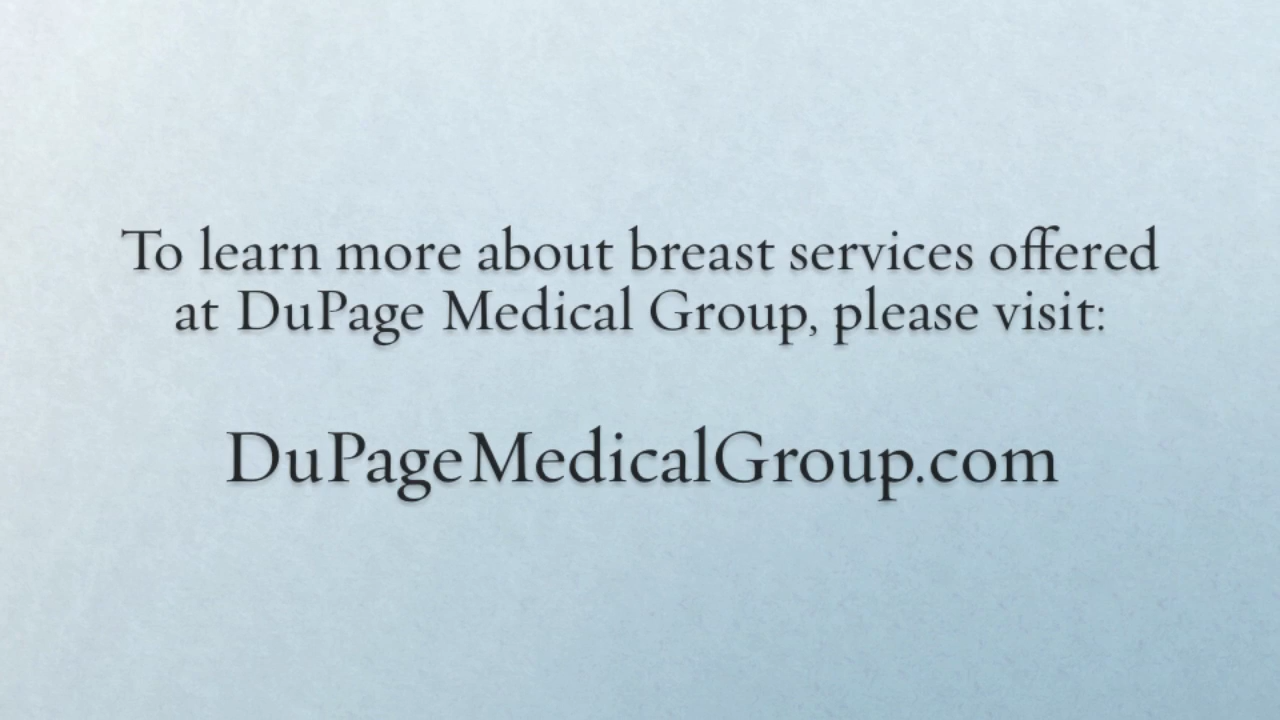 To learn more about breast services offered
at DuPage Medical Group, please visit:
DuPageMedicalGroup.com